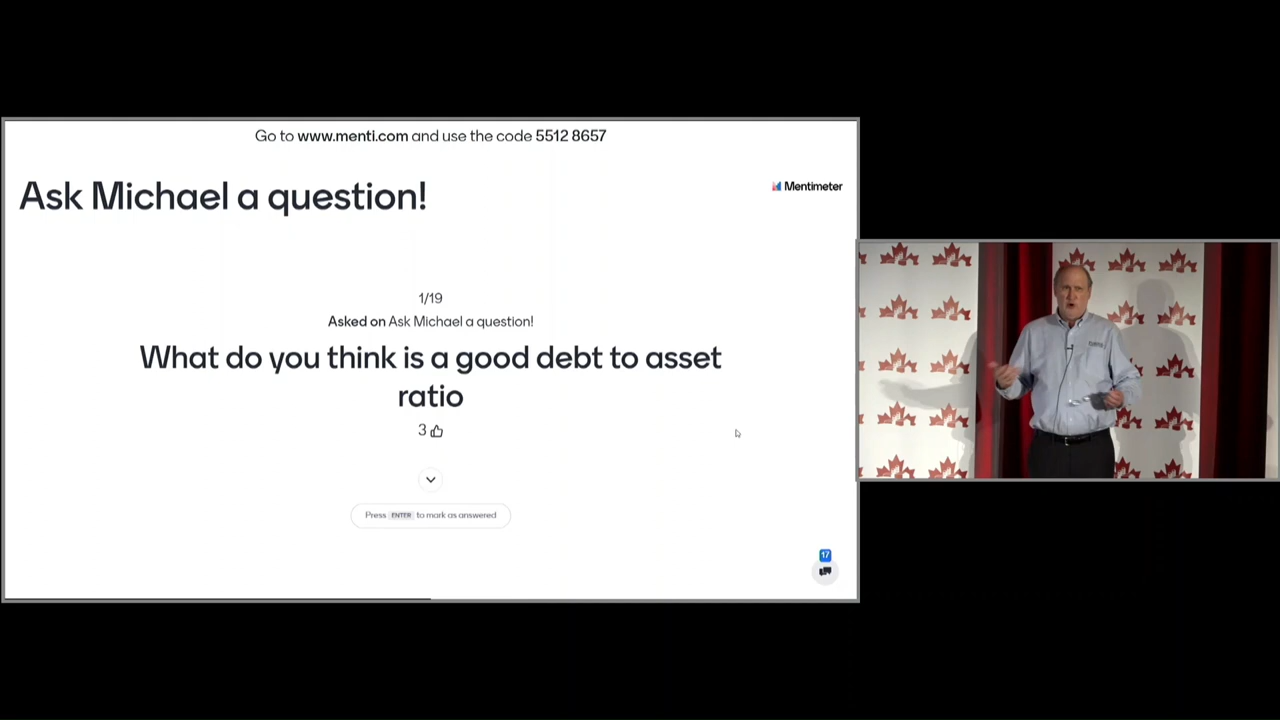 Go to www.menti.com and use the code 5512 8657
Ask Michael a question!
Mentimeter
1/19
Asked on Ask Michael a question!
What do you think is a good debt to asset
ratio
3
Press ENTER to mark as answered
17